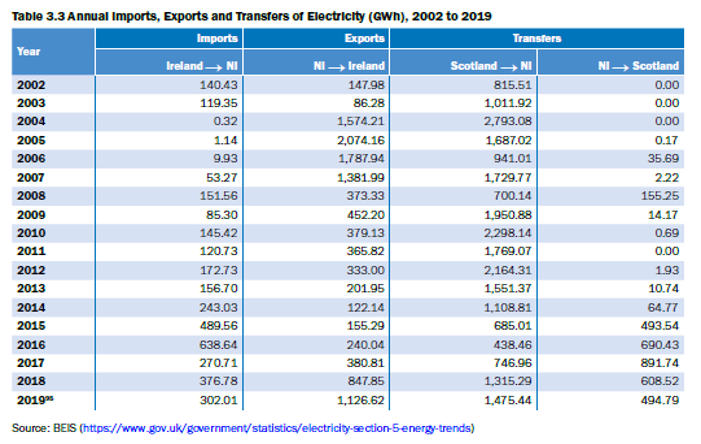 Table 3.3 Annual Imports, Exports and Transfers of Electricity (GWh), 2002 to 2019
Year Imports Exports Transfers
Ireland → NI NI → Ireland Scotland → NI NI → Scotland
2002 140.43 147.98 815.51 0.00
2003 119.35 86.28 1,011.92 0.00
2004 0.32 1,574.21 2,793.08 0.00
2005 1.14 2,074.16 1,687.02 0.17
2006 9.93 1,787.94 941.01 35.69
2007 53.27 1,381.99 1,729.77 2.22
2008 151.56 373.33 700.14 155.25
2009 85.30 452.20 1,950.88 14.17
2010 145.42 379.13 2,298.14 0.69
2011 120.73 365.82 1,769.07 0.00
2012 172.73 333.00 2,164.31 1.93
2013 156.70 201.95 1,551.37 10.74
2014 243.03 122.14 1,108.81 64.77
2015 489.56 155.29 685.01 493.54
2016 638.64 240.04 438.46 690.43
2017 270.71 380.81 746.96 891.74
2018 376.78 847.85 1,315.29 608.52
2019⁹⁵ 302.01 1,126.62 1,475.44 494.79
Source: BEIS (https://www.gov.uk/government/statistics/electricity-section-5-energy-trends)